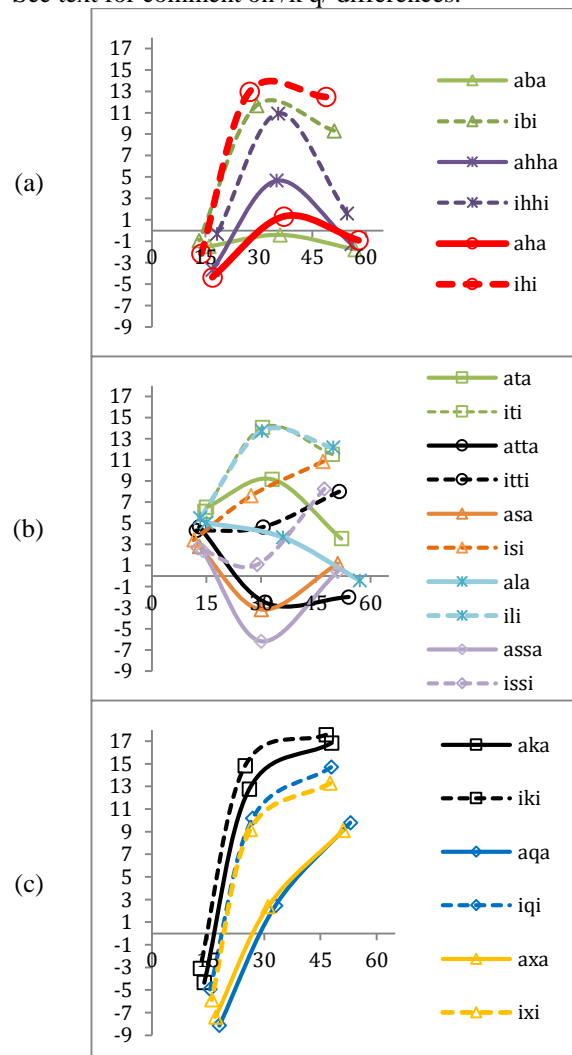 See text for comment on /k q/ differences.
(a)
17
15
13
11
9
7
5
3
1
-1
-3
-5
-7
-9
0 15 30 45 60
aba
ibi
ahha
ihhi
aha
ihi
(b)
17
15
13
11
9
7
5
3
1
-1
-3
-5
-7
-9
0 15 30 45 60
ata
iti
atta
itti
asa
isi
ala
ili
assa
issi
(c)
17
15
13
11
9
7
5
3
1
-1
-3
-5
-7
-9
0 15 30 45 60
aka
iki
aqa
iqi
axa
ixi